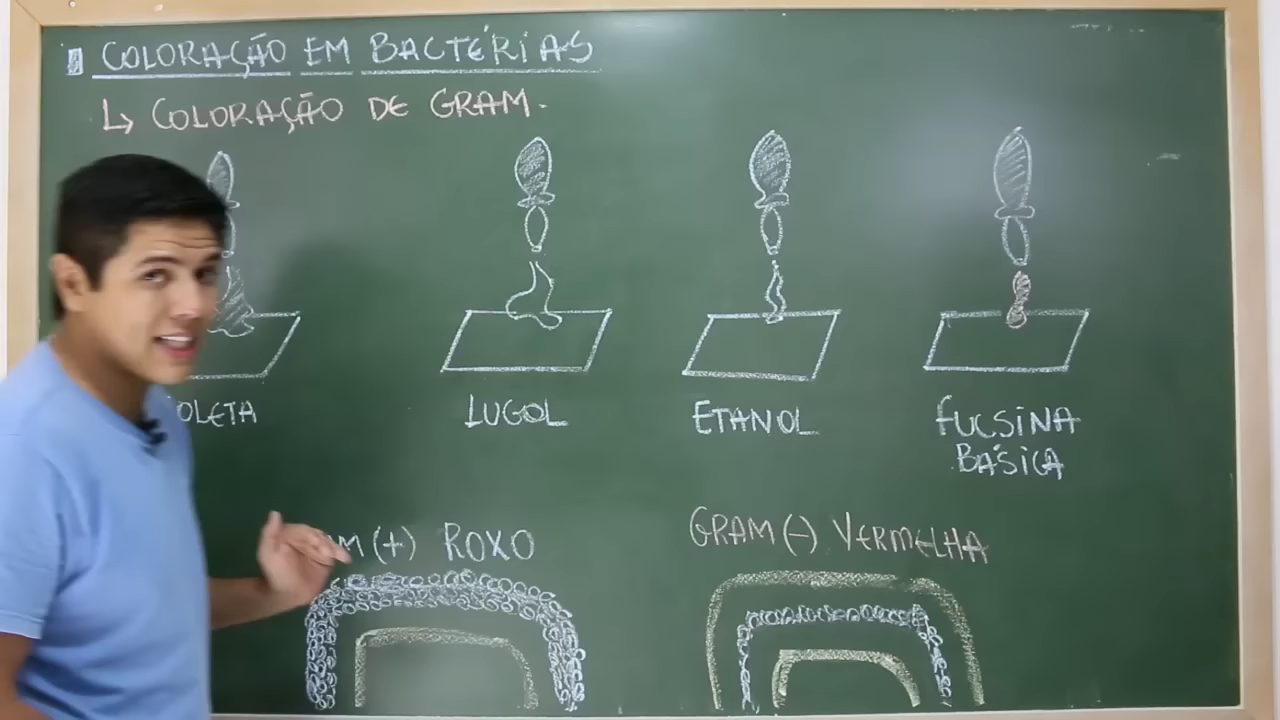 COLORAÇÃO EM BACTÉRIAS
↳ COLORAÇÃO DE GRAM.
LUGOL
ETANOL
FUCSINA
BÁSICA
(+) ROXO
GRAM (-) VERMELHA